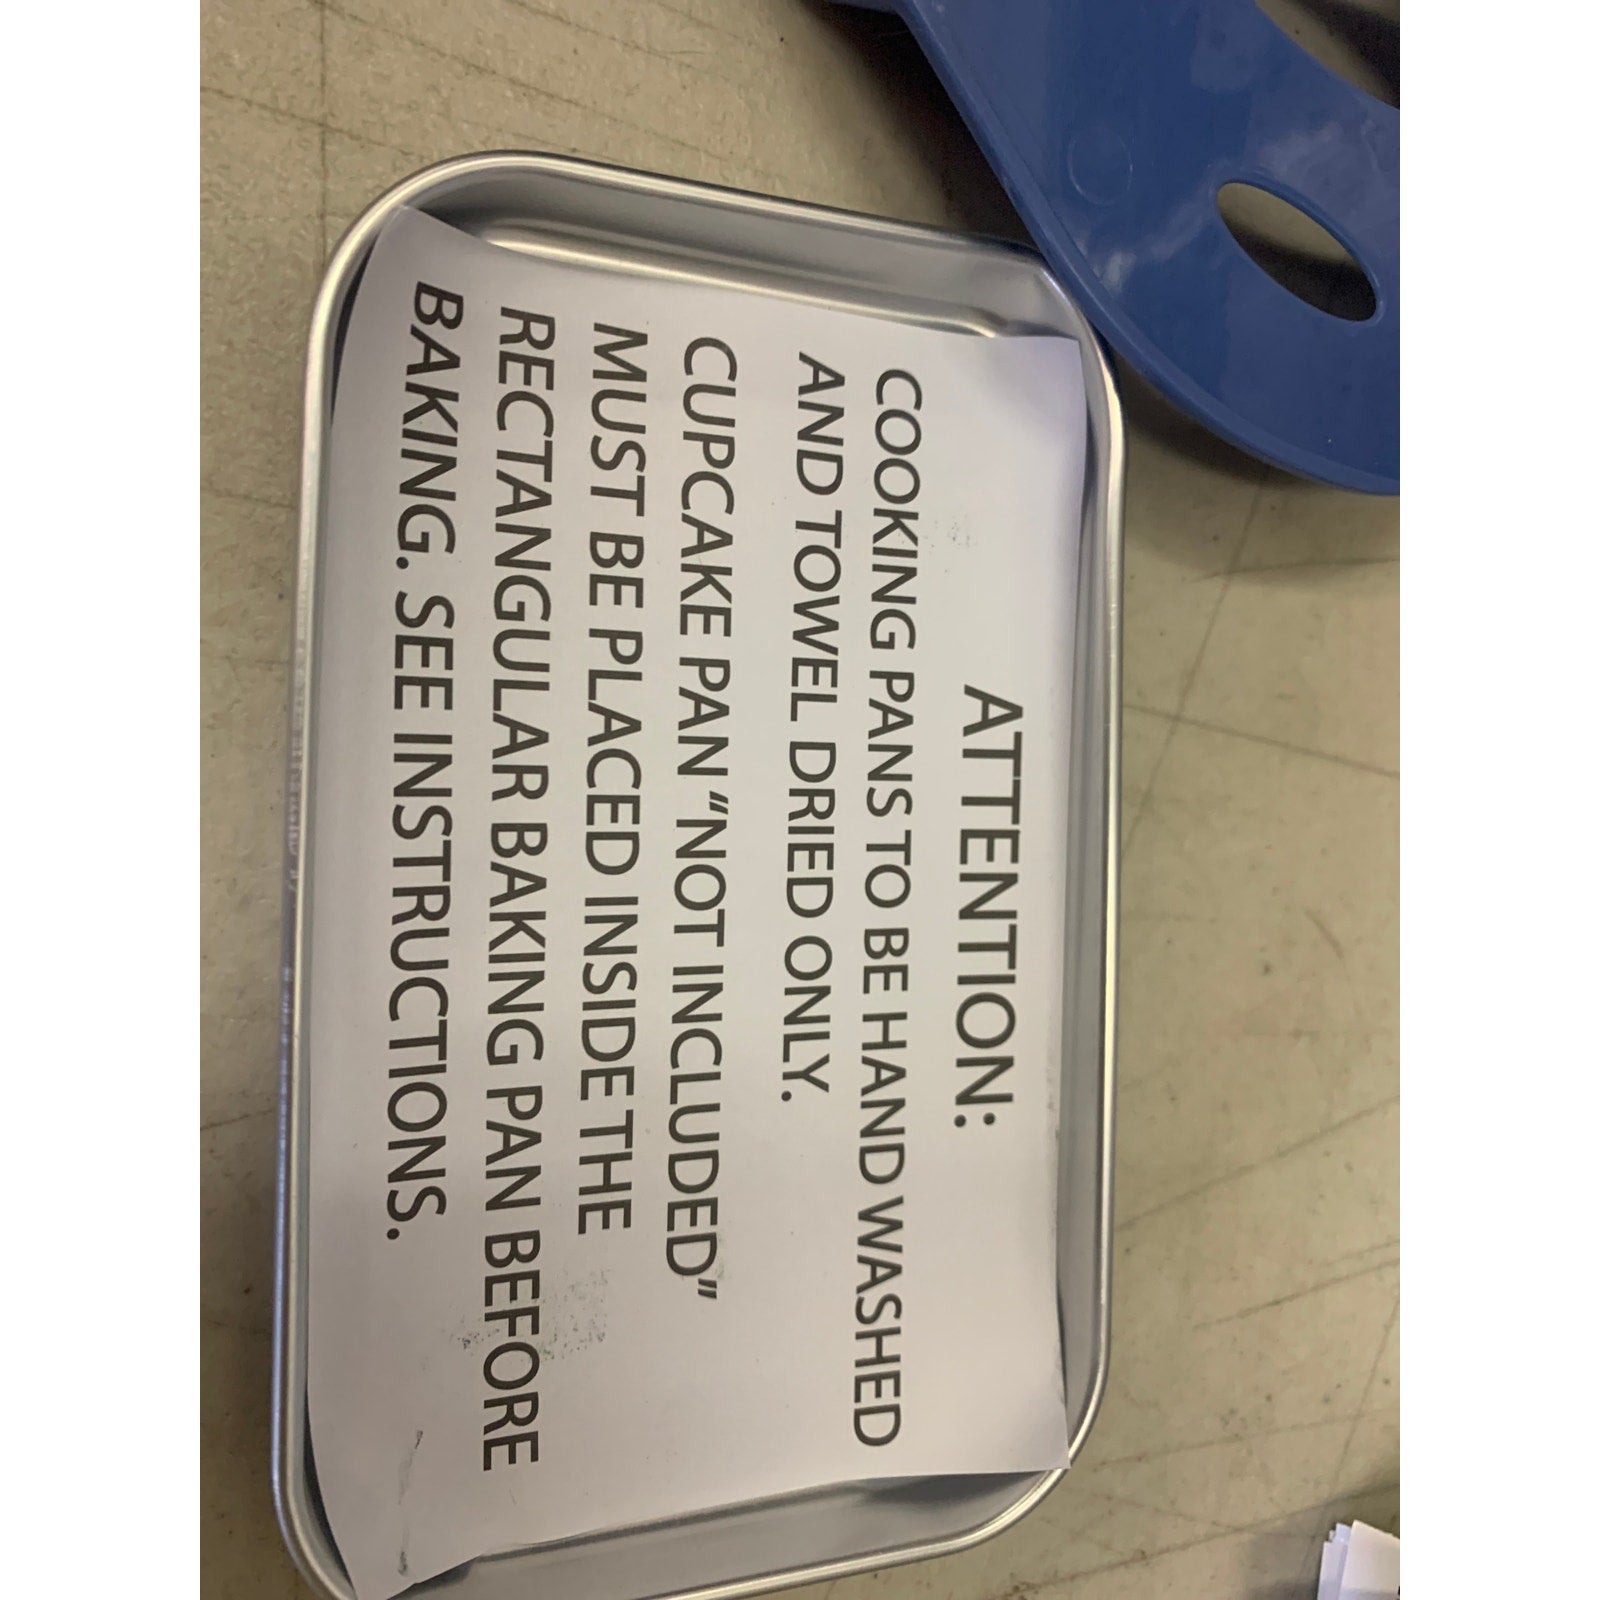 ATTENTION:
COOKING PANS TO BE HAND WASHED
AND TOWEL DRIED ONLY.
CUPCAKE PAN “NOT INCLUDED”
MUST BE PLACED INSIDE THE
RECTANGULAR BAKING PAN BEFORE
BAKING. SEE INSTRUCTIONS.